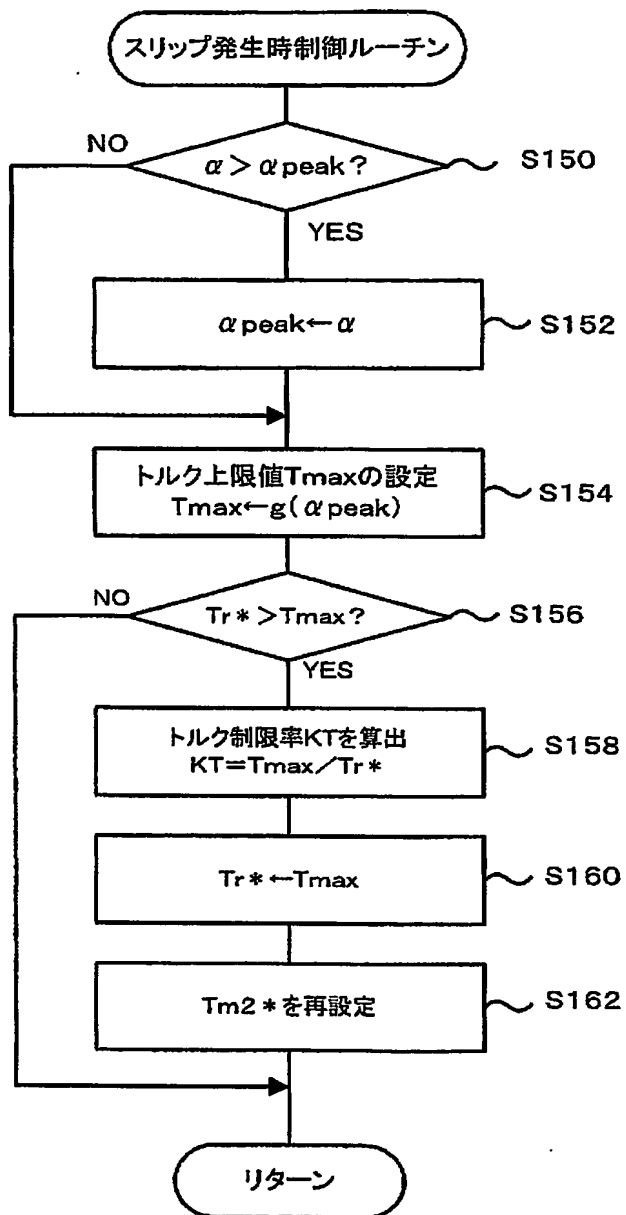 スリップ発生時制御ルーチン
NO
α>αpeak?
S150
YES
αpeak←α
S152
トルク上限値Tmaxの設定
Tmax←g(αpeak)
S154
NO
Tr*>Tmax?
S156
YES
トルク制限率KTを算出
KT=Tmax/Tr*
S158
Tr*←Tmax
S160
Tm2*を再設定
S162
リターン